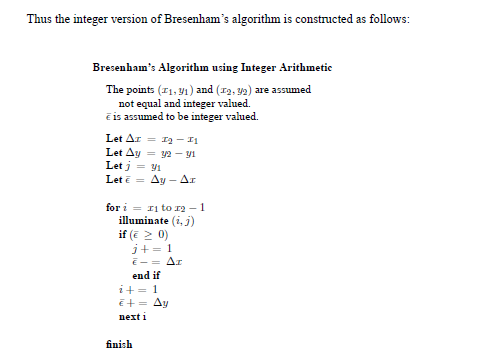 Thus the integer version of Bresenham's algorithm is constructed as follows:
Bresenham's Algorithm using Integer Arithmetic
The points (x₁, y₁) and (x₂, y₂) are assumed
not equal and integer valued.
ε̄ is assumed to be integer valued.
Let Δx = x₂ − x₁
Let Δy = y₂ − y₁
Let j = y₁
Let ε̄ = Δy − Δx
for i = x₁ to x₂ − 1
illuminate (i, j)
if (ε̄ ≥ 0)
j += 1
ε̄ −= Δx
end if
i += 1
ε̄ += Δy
next i
finish